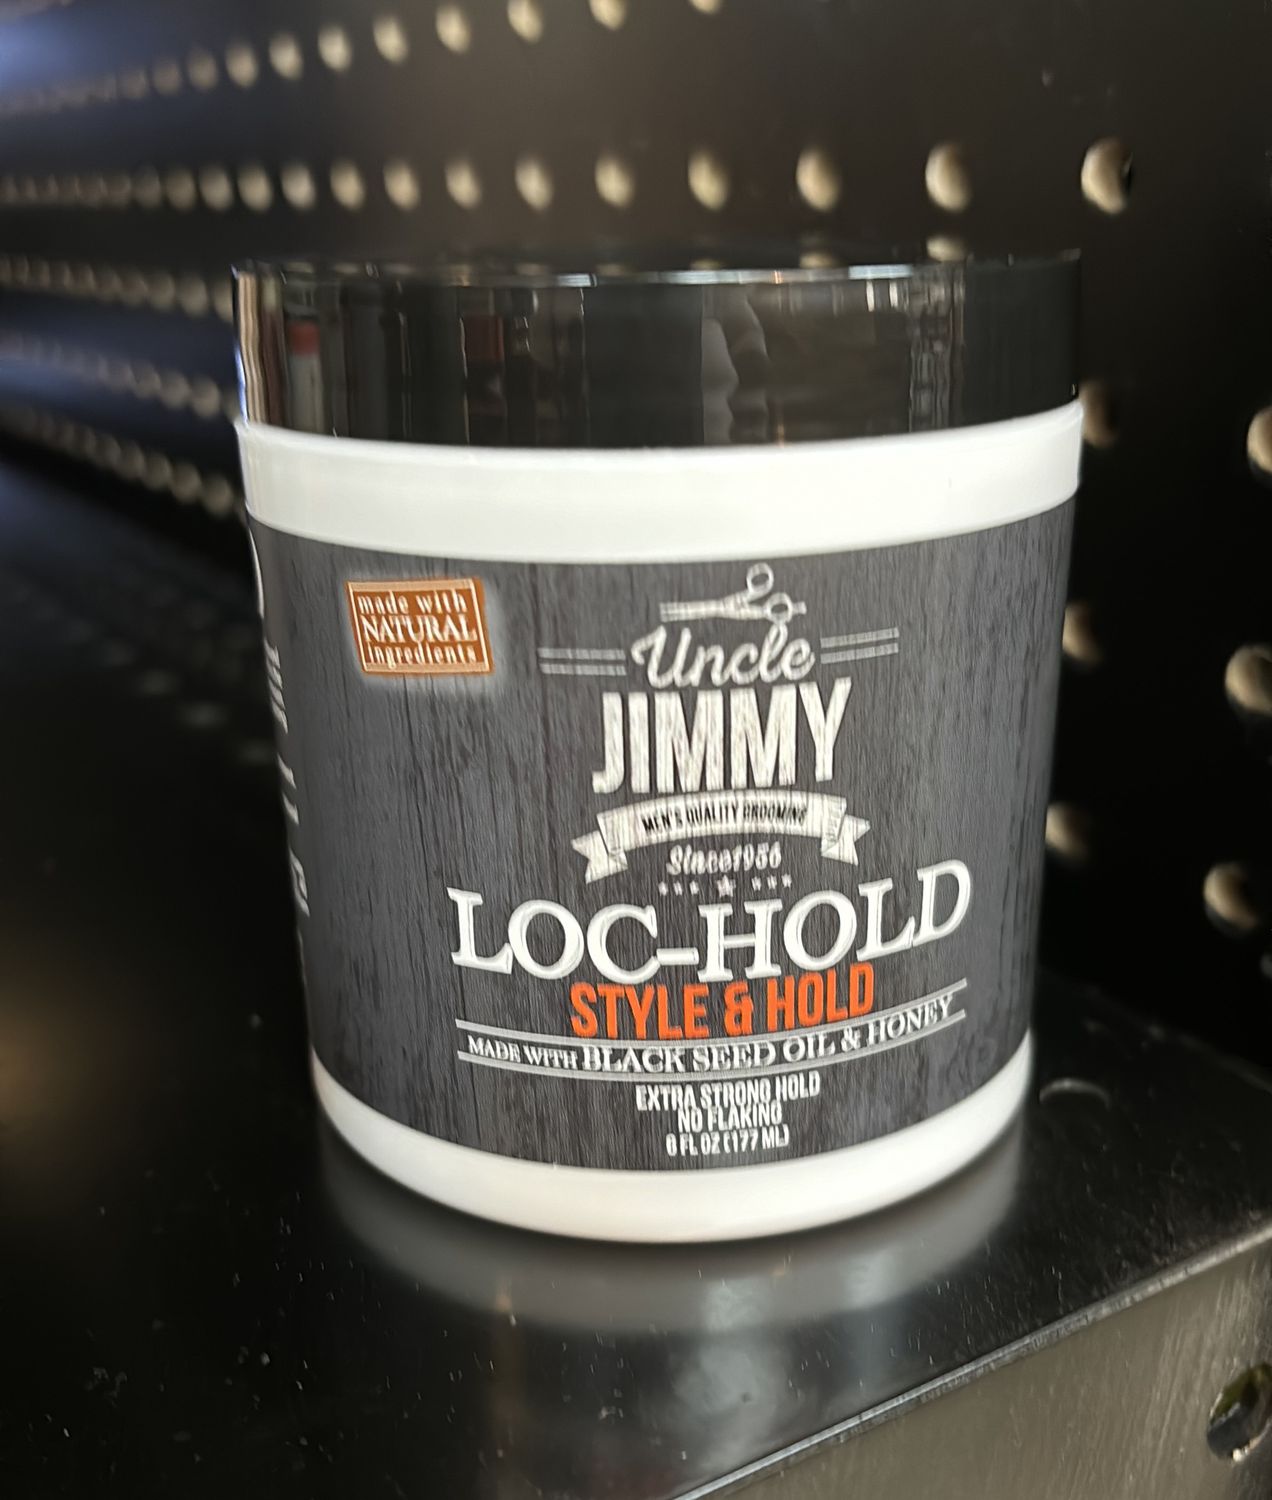 made with
NATURAL
ingredients
Uncle
JIMMY
MEN'S QUALITY GROOMING
Since1956
LOC-HOLD
STYLE & HOLD
MADE WITH BLACK SEED OIL & HONEY
EXTRA STRONG HOLD
NO FLAKING
6 FL OZ (177 ML)